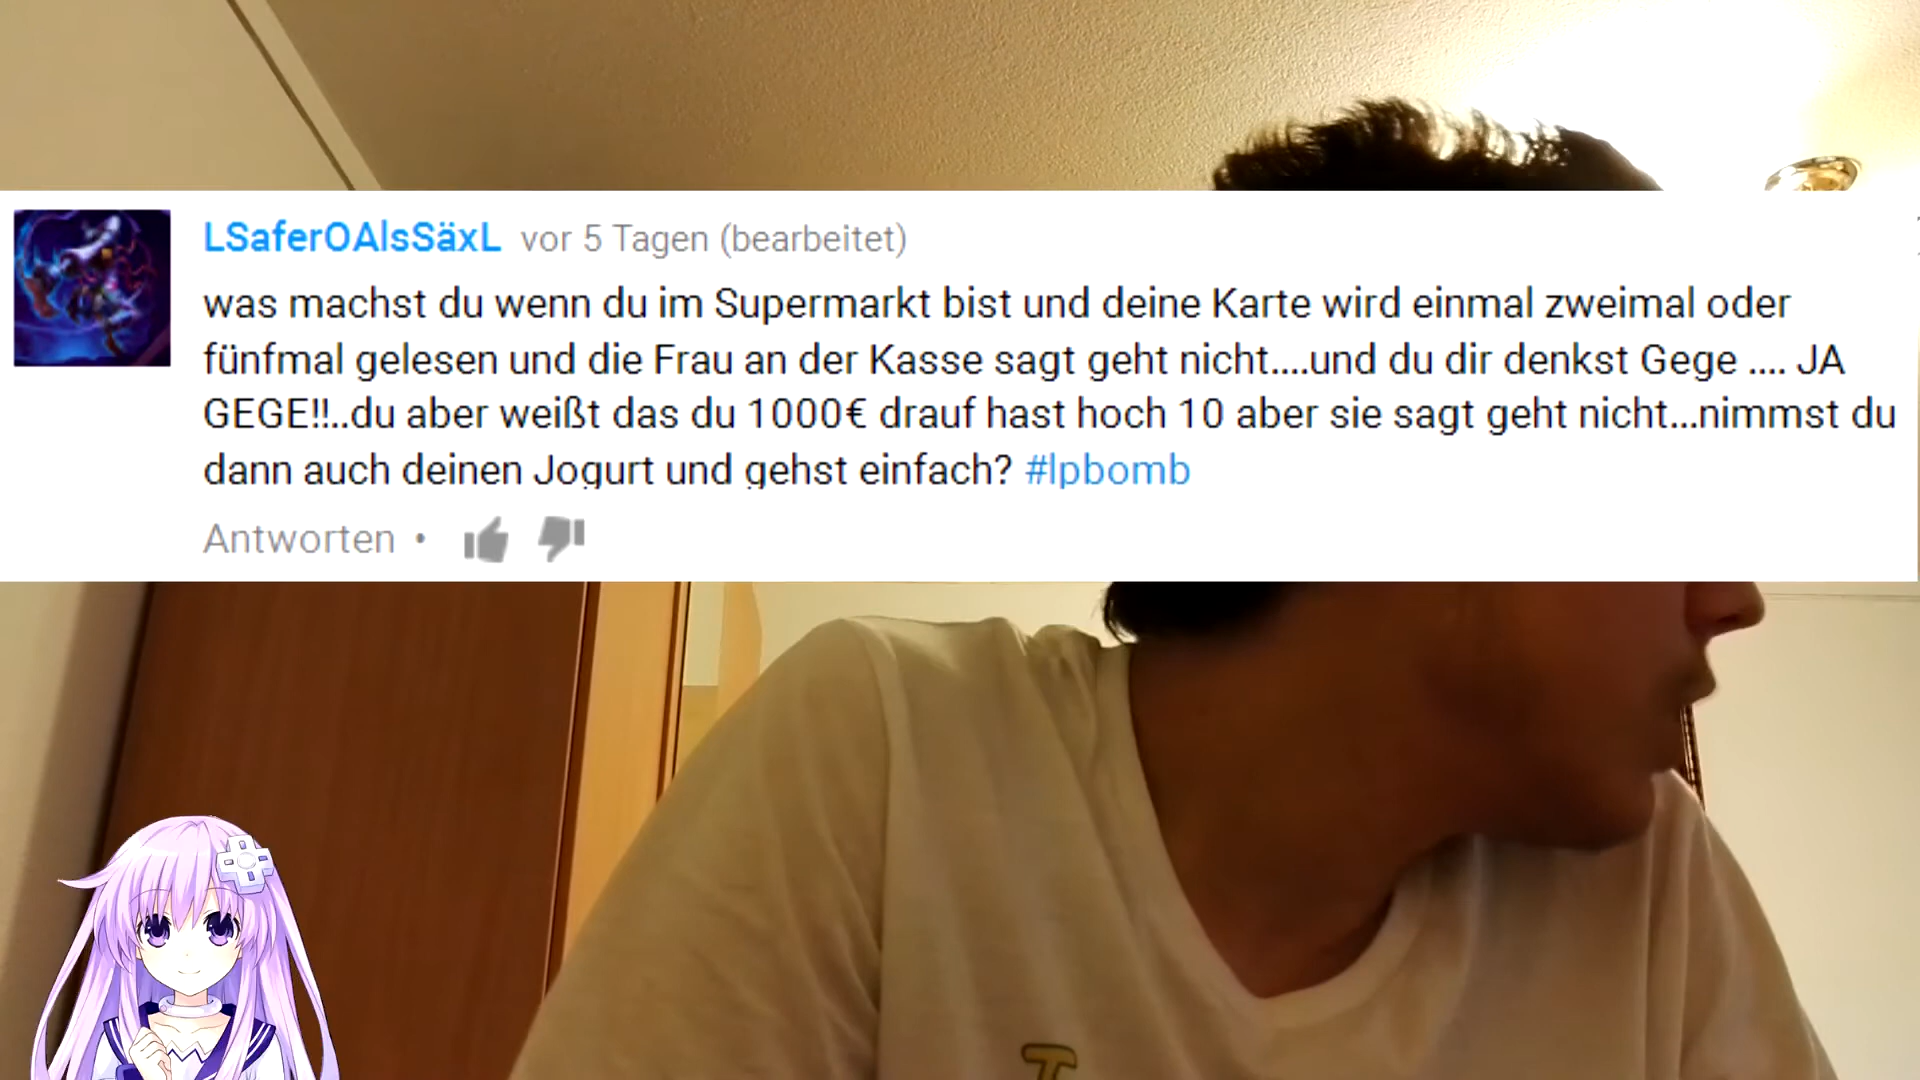 LSaferOAlsSäxL vor 5 Tagen (bearbeitet)
was machst du wenn du im Supermarkt bist und deine Karte wird einmal zweimal oder
fünfmal gelesen und die Frau an der Kasse sagt geht nicht....und du dir denkst Gege .... JA
GEGE!!..du aber weißt das du 1000€ drauf hast hoch 10 aber sie sagt geht nicht...nimmst du
dann auch deinen Jogurt und gehst einfach? #lpbomb
Antworten •